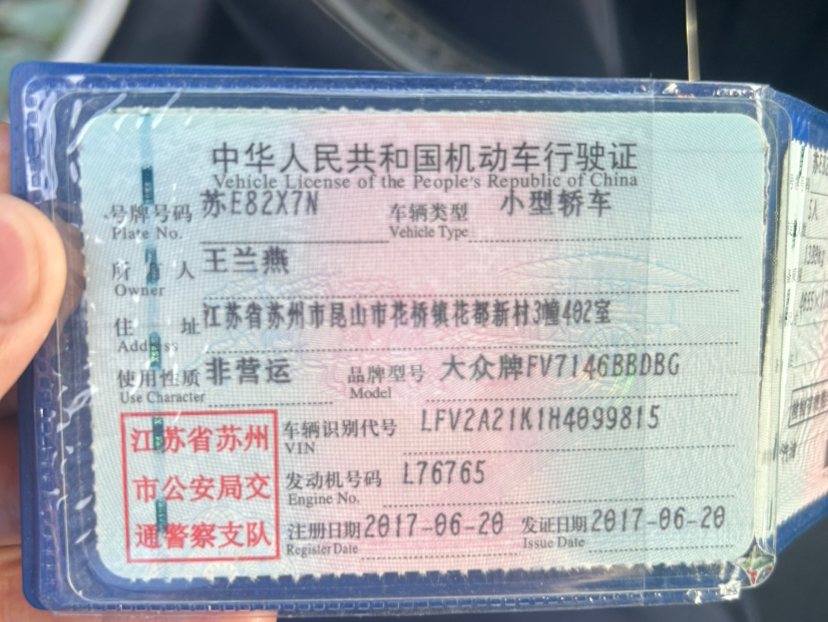 中华人民共和国机动车行驶证
Vehicle License of the People's Republic of China
号牌号码 苏E82X7N 车辆类型 小型轿车
Plate No. Vehicle Type
所有人 王兰燕
Owner
住址 江苏省苏州市昆山市花桥镇花都新村3幢402室
Address
使用性质 非营运 品牌型号 大众牌FV7146BBDBG
Use Character Model
江苏省苏州
市公安局交
通警察支队
车辆识别代号 LFV2A21K1H4099815
VIN
发动机号码 L76765
Engine No.
注册日期 2017-06-20 发证日期 2017-06-20
Register Date Issue Date
5人